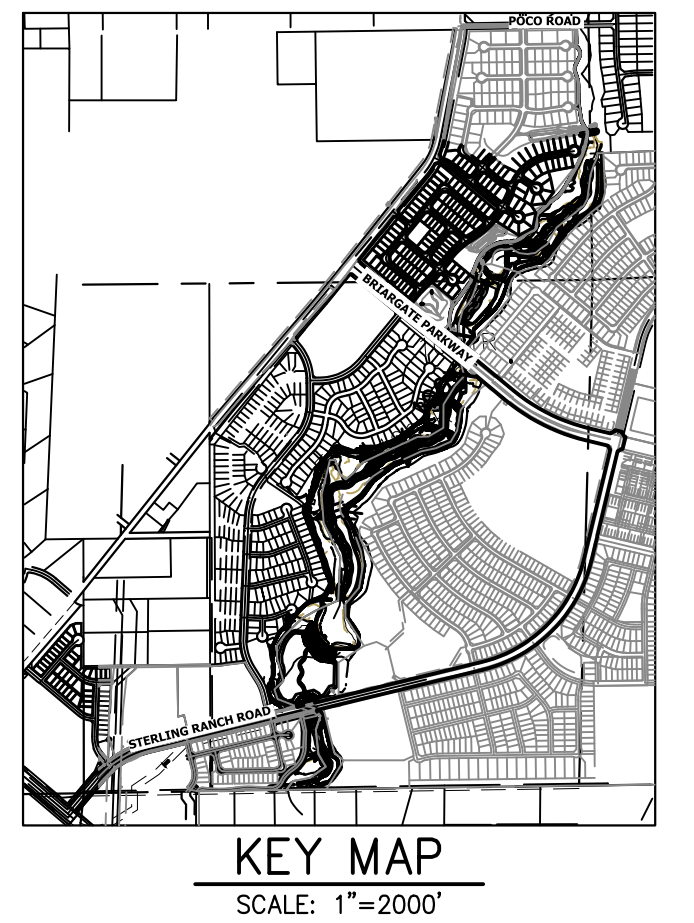 POCO ROAD
BRIARGATE PARKWAY
STERLING RANCH ROAD
KEY MAP
SCALE: 1"=2000'